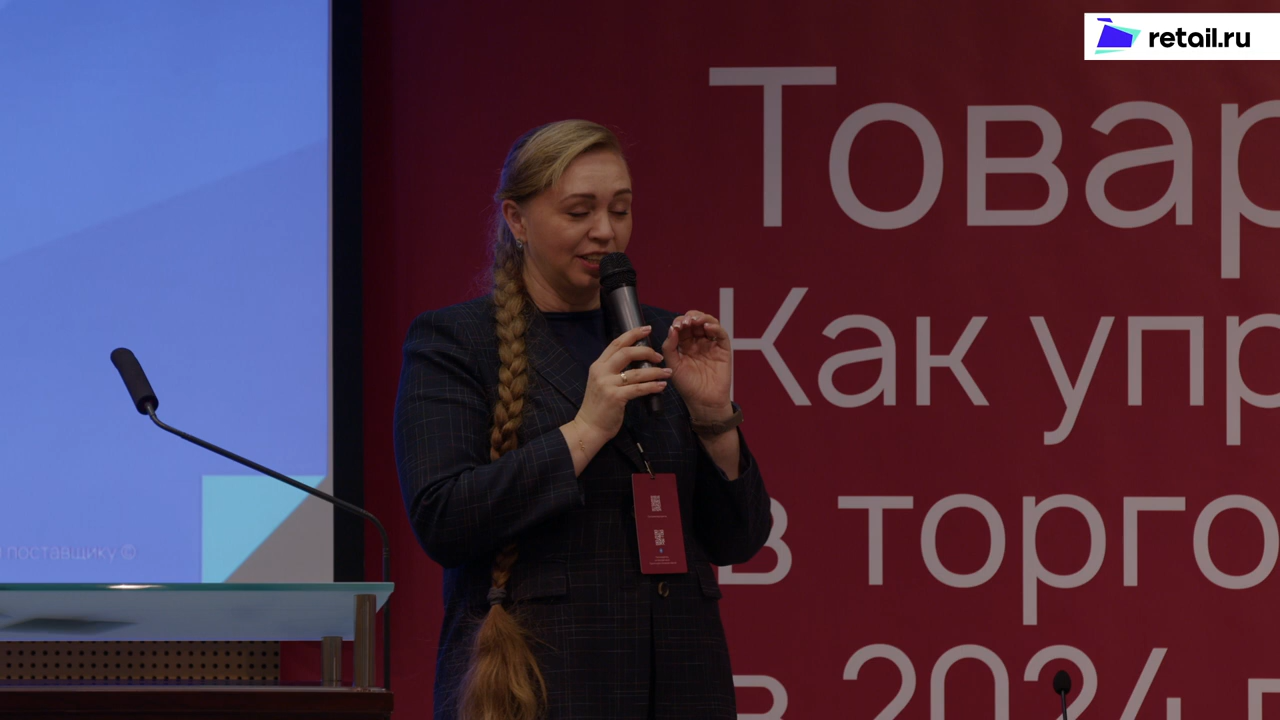 retail.ru
Товар
Как упр
в торго
в 2024 г
поставщику ©